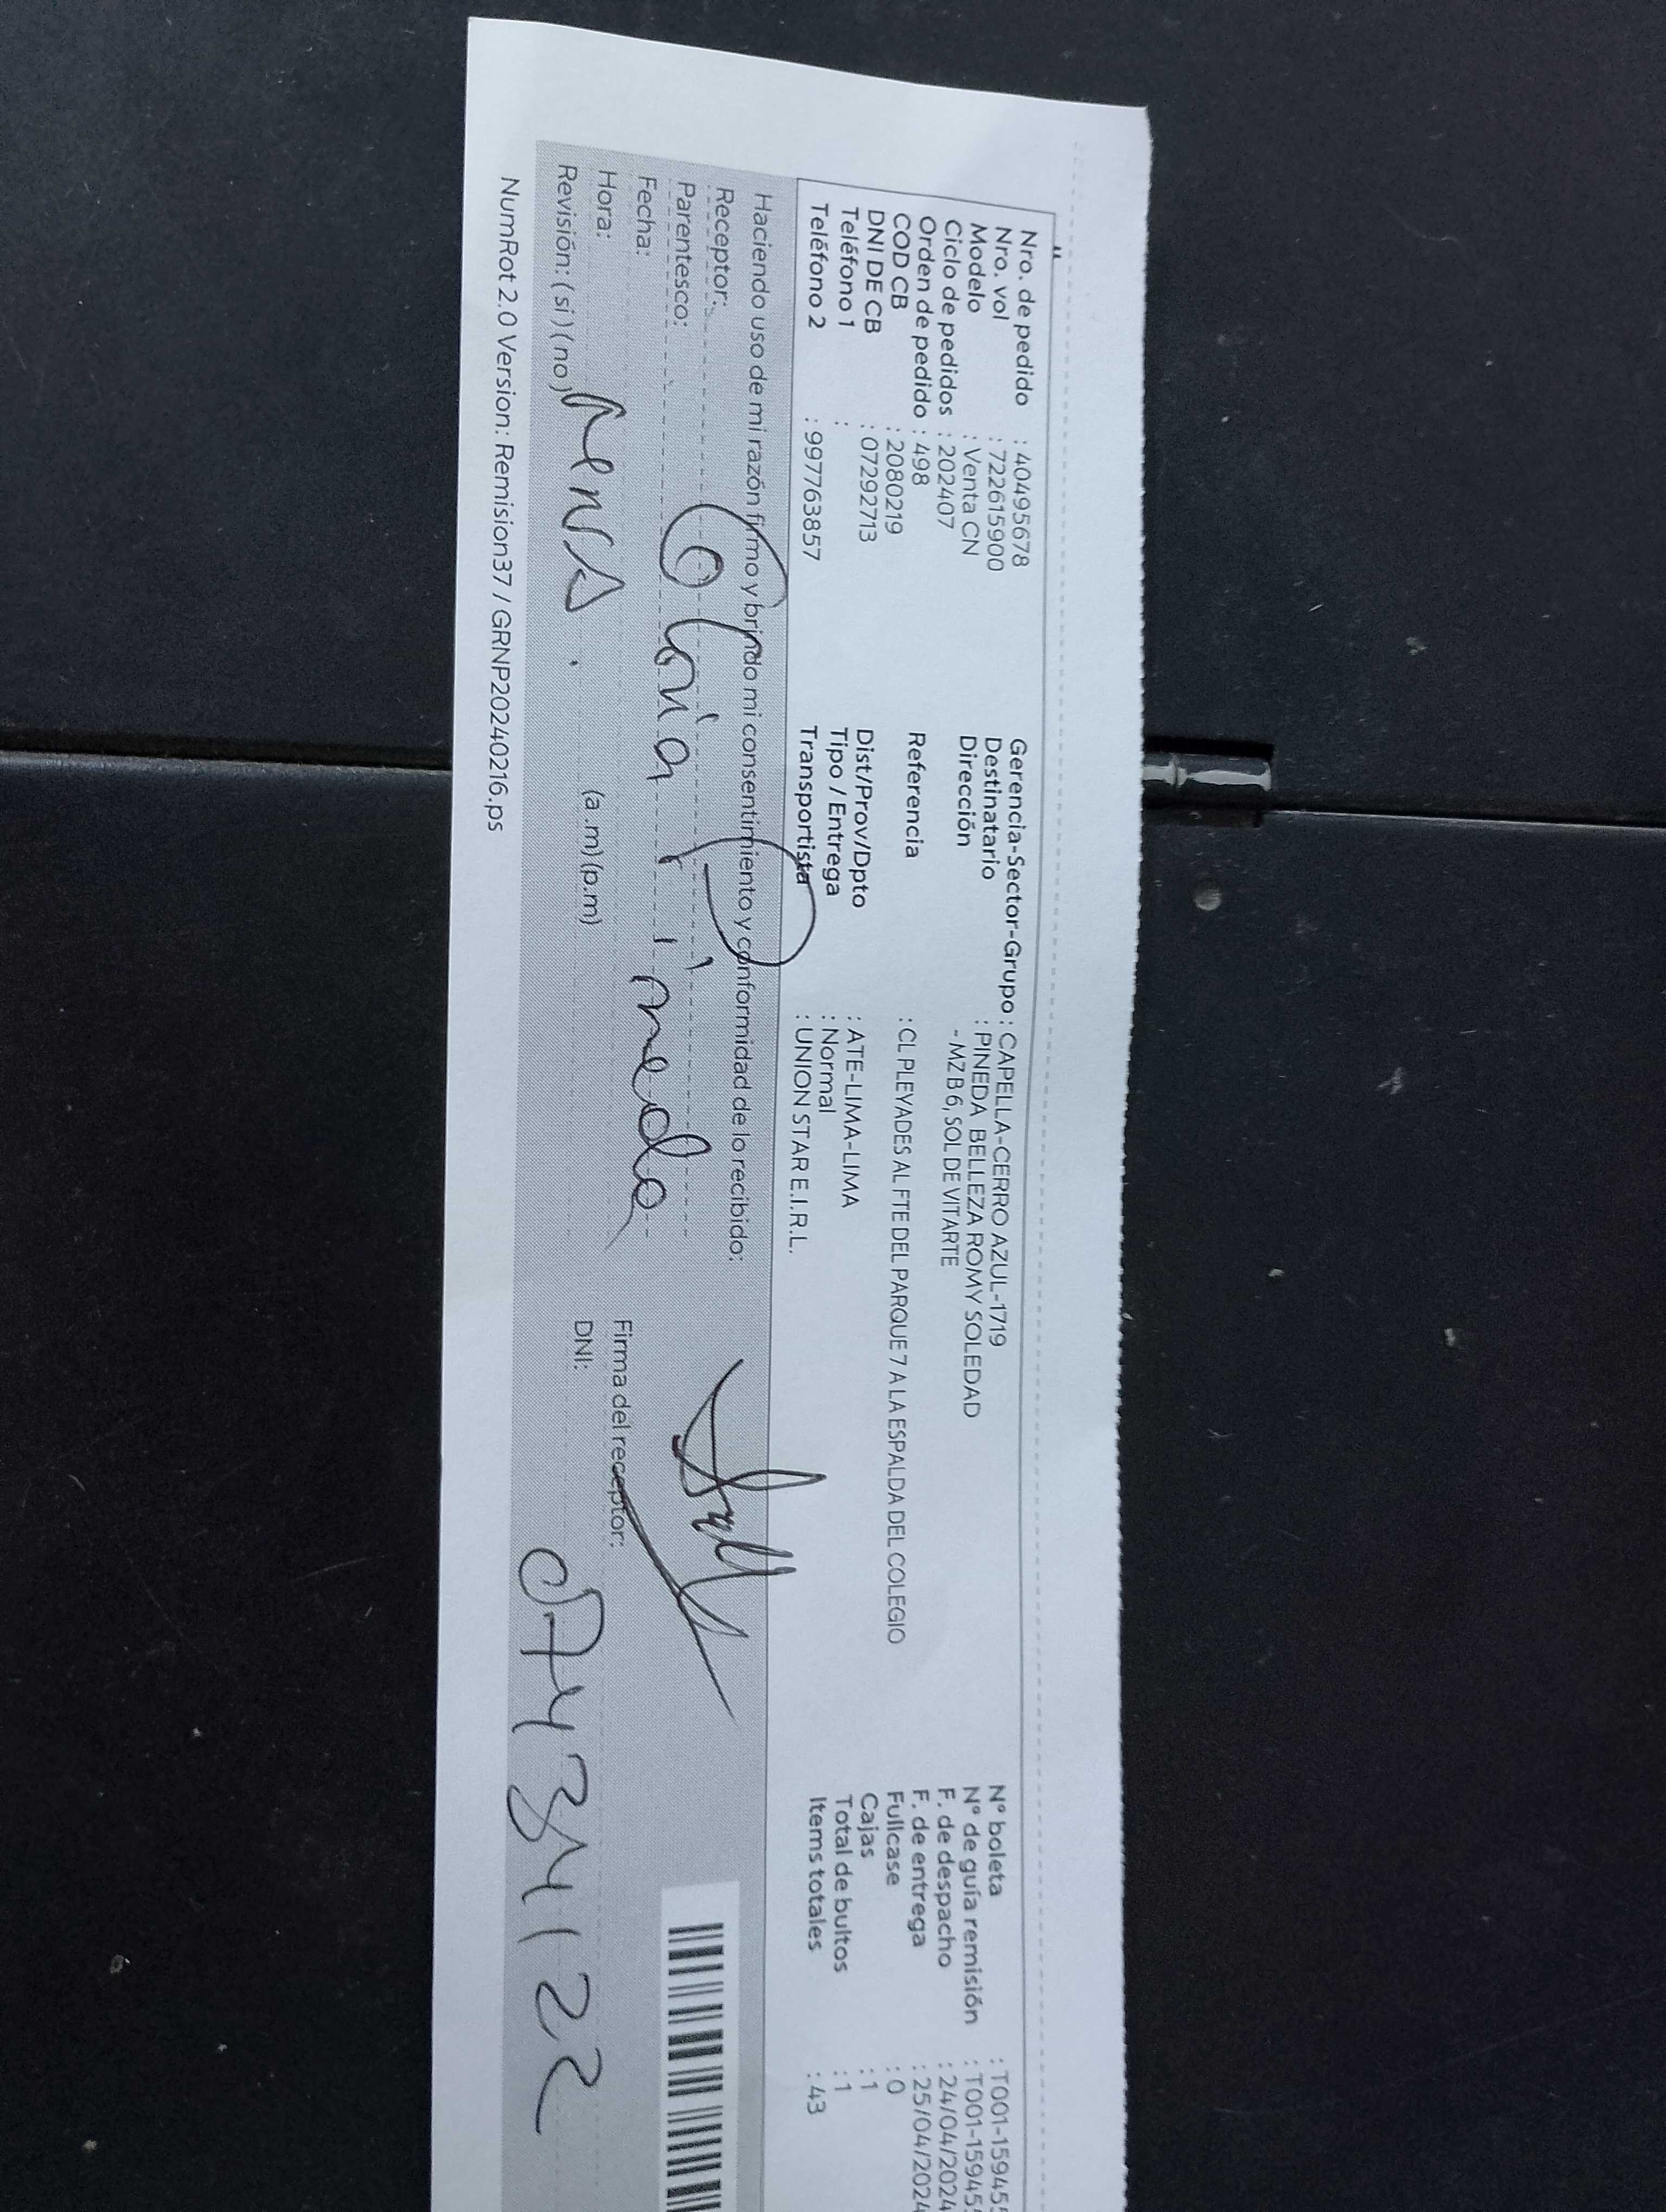 Nro. de pedido : 40495678
Nro. vol : 722615900
Modelo : Venta CN
Ciclo de pedidos : 202407
Orden de pedido : 498
COD CB : 2080219
DNI DE CB : 07292713
Teléfono 1 :
Teléfono 2 : 997763857
Gerencia-Sector-Grupo : CAPELLA-CERRO AZUL-1719
Destinatario : PINEDA BELLEZA ROMY SOLEDAD
Dirección - MZ B 6, SOL DE VITARTE
Referencia : CL PLEYADES AL FTE DEL PARQUE 7 A LA ESPALDA DEL COLEGIO
Dist/Prov/Dpto : ATE-LIMA-LIMA
Tipo / Entrega : Normal
Transportista : UNION STAR E.I.R.L.
N° boleta : T001-15945
N° de guía remisión : T001-15945
F. de despacho : 24/04/2024
F. de entrega : 25/04/2024
Fullcase : 0
Cajas : 1
Total de bultos : 1
Items totales : 43
Haciendo uso de mi razón firmo y brindo mi consentimiento y conformidad de lo recibido:
Receptor:
Parentesco: Pineda
Fecha:
Hora: (a.m) (p.m)
Revisión: ( si ) ( no )
Firma del receptor:
DNI: 07434122
NumRot 2.0 Version: Remision37 / GRNP20240216.ps